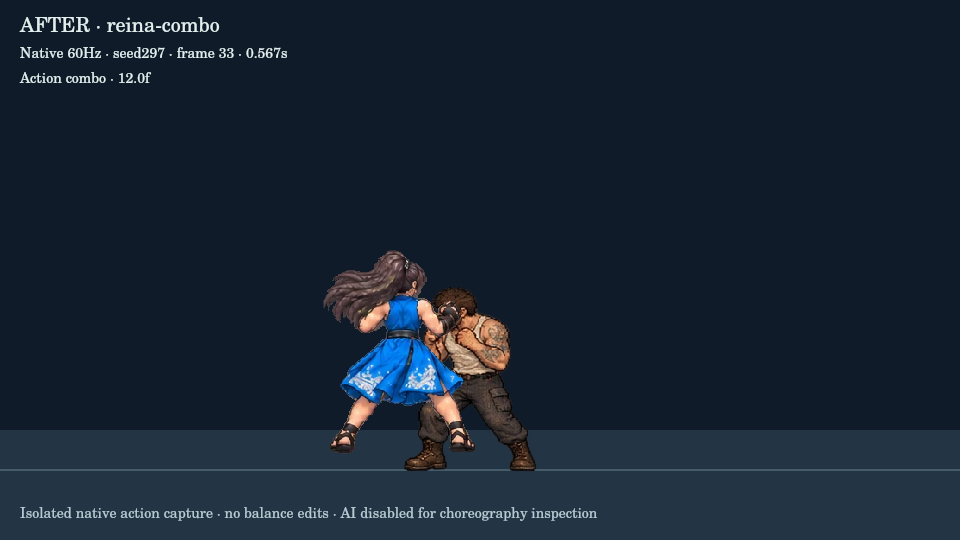 AFTER · reina-combo
Native 60Hz · seed297 · frame 33 · 0.567s
Action combo · 12.0f
Isolated native action capture · no balance edits · AI disabled for choreography inspection